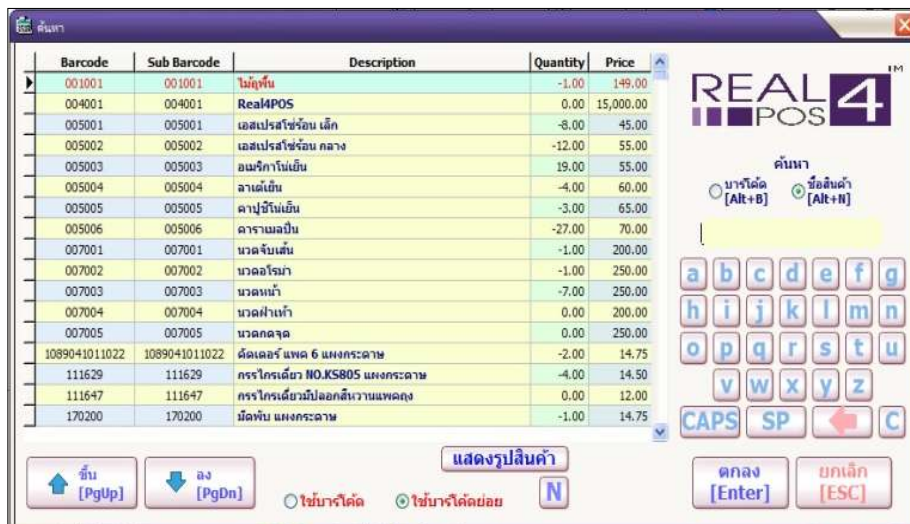 ค้นหา
Barcode Sub Barcode Description Quantity Price
001001 001001 ไม้ถูพื้น -1.00 149.00
004001 004001 Real4POS 0.00 15,000.00
005001 005001 เอสเปรสโซ่ร้อน เล็ก -8.00 45.00
005002 005002 เอสเปรสโซ่ร้อน กลาง -12.00 55.00
005003 005003 อเมริกาโน่เย็น 19.00 55.00
005004 005004 ลาเต้เย็น -4.00 60.00
005005 005005 คาปูชิโน่เย็น -3.00 65.00
005006 005006 คาราเมลปั่น -27.00 70.00
007001 007001 นวดจับเส้น -1.00 200.00
007002 007002 นวดอโรม่า -1.00 250.00
007003 007003 นวดหน้า -7.00 250.00
007004 007004 นวดฝ่าเท้า 0.00 200.00
007005 007005 นวดกดจุด 0.00 250.00
1089041011022 1089041011022 คัตเตอร์ แพค 6 แผงกระดาษ -2.00 14.75
111629 111629 กรรไกรเดี่ยว NO.KS805 แผงกระดาษ -4.00 14.50
111647 111647 กรรไกรเดี่ยวมีปลอกสีหวานแพคถุง 0.00 12.00
170200 170200 มีดพับ แผงกระดาษ -1.00 14.75
REAL 4 POS TM
ค้นหา
บาร์โค้ด [Alt+B] ชื่อสินค้า [Alt+N]
a b c d e f g
h i j k l m n
o p q r s t u
v w x y z
CAPS SP C
ขึ้น [PgUp] ลง [PgDn]
แสดงรูปสินค้า
ใช้บาร์โค้ด ใช้บาร์โค้ดย่อย N
ตกลง [Enter] ยกเลิก [ESC]